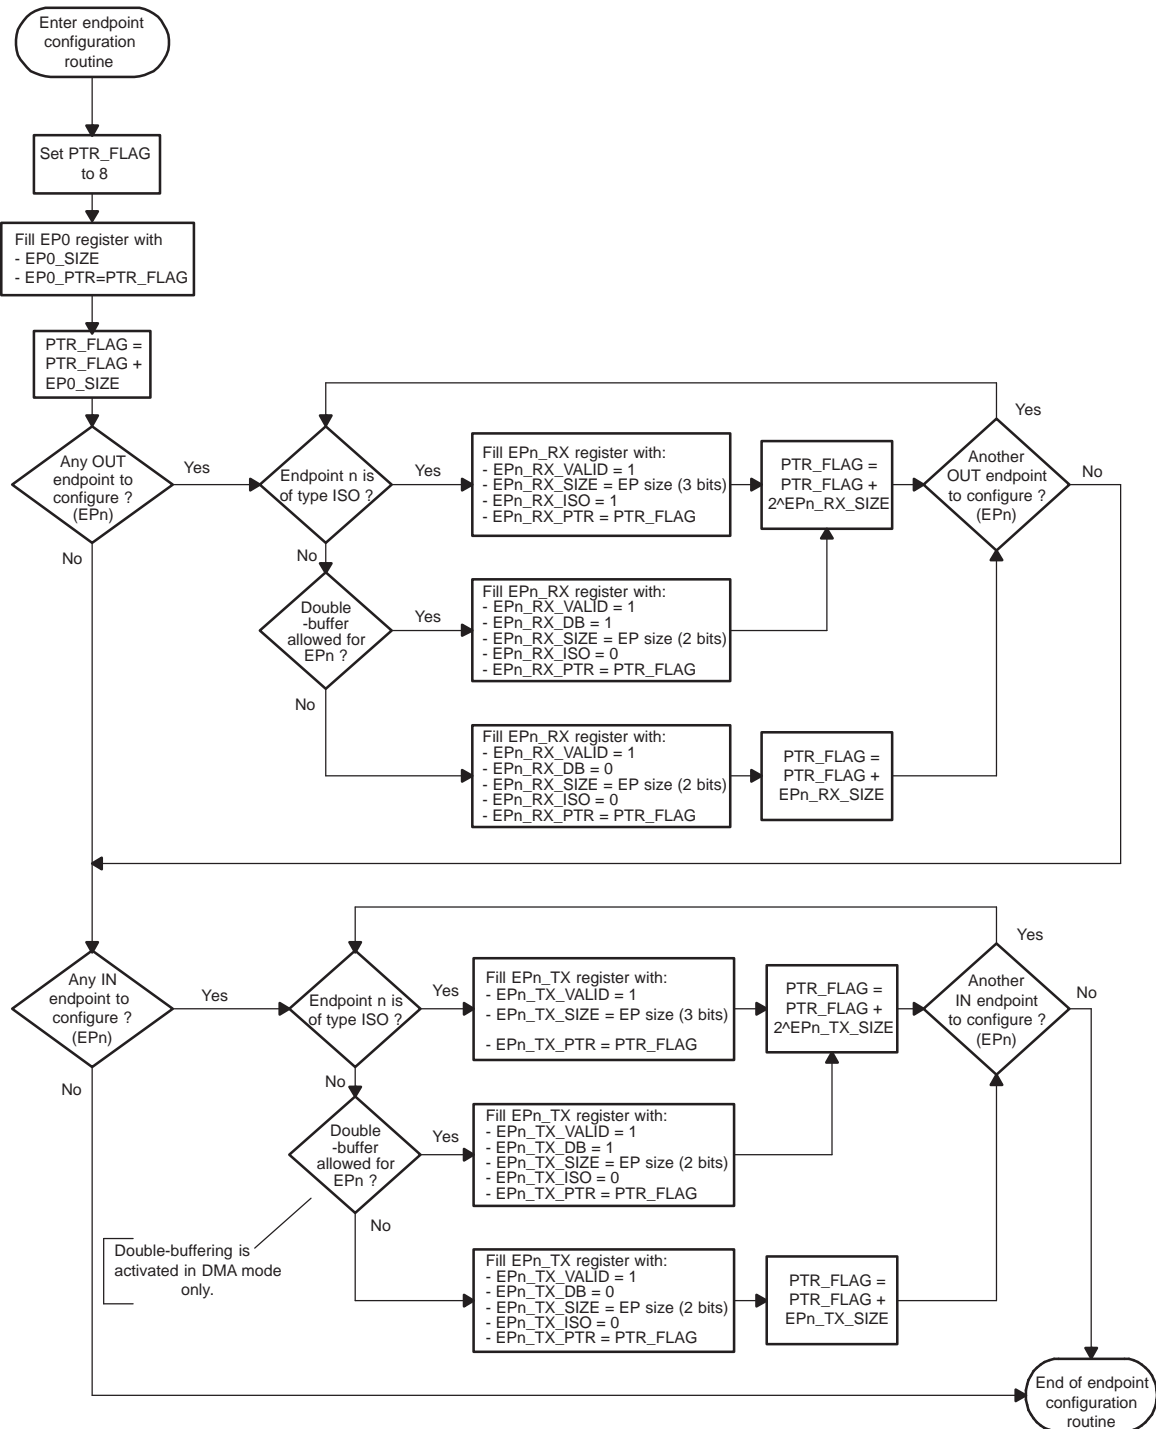 Enter endpoint
configuration
routine
Set PTR_FLAG
to 8
Fill EP0 register with
- EP0_SIZE
- EP0_PTR=PTR_FLAG
PTR_FLAG =
PTR_FLAG +
EP0_SIZE
Any OUT
endpoint to
configure ?
(EPn)
Yes
No
Endpoint n is
of type ISO ?
Yes
No
Fill EPn_RX register with:
- EPn_RX_VALID = 1
- EPn_RX_SIZE = EP size (3 bits)
- EPn_RX_ISO = 1
- EPn_RX_PTR = PTR_FLAG
PTR_FLAG =
PTR_FLAG +
2^EPn_RX_SIZE
Another
OUT endpoint
to configure ?
(EPn)
Yes
No
Double
-buffer
allowed for
EPn ?
Yes
No
Fill EPn_RX register with:
- EPn_RX_VALID = 1
- EPn_RX_DB = 1
- EPn_RX_SIZE = EP size (2 bits)
- EPn_RX_ISO = 0
- EPn_RX_PTR = PTR_FLAG
Fill EPn_RX register with:
- EPn_RX_VALID = 1
- EPn_RX_DB = 0
- EPn_RX_SIZE = EP size (2 bits)
- EPn_RX_ISO = 0
- EPn_RX_PTR = PTR_FLAG
PTR_FLAG =
PTR_FLAG +
EPn_RX_SIZE
Any IN
endpoint to
configure ?
(EPn)
Yes
No
Endpoint n is
of type ISO ?
Yes
No
Fill EPn_TX register with:
- EPn_TX_VALID = 1
- EPn_TX_SIZE = EP size (3 bits)
- EPn_TX_PTR = PTR_FLAG
PTR_FLAG =
PTR_FLAG +
2^EPn_TX_SIZE
Another
IN endpoint
to configure ?
(EPn)
Yes
No
Double
-buffer
allowed for
EPn ?
Yes
No
Fill EPn_TX register with:
- EPn_TX_VALID = 1
- EPn_TX_DB = 1
- EPn_TX_SIZE = EP size (2 bits)
- EPn_TX_ISO = 0
- EPn_TX_PTR = PTR_FLAG
Double-buffering is
activated in DMA mode
only.
Fill EPn_TX register with:
- EPn_TX_VALID = 1
- EPn_TX_DB = 0
- EPn_TX_SIZE = EP size (2 bits)
- EPn_TX_ISO = 0
- EPn_TX_PTR = PTR_FLAG
PTR_FLAG =
PTR_FLAG +
EPn_TX_SIZE
End of endpoint
configuration
routine